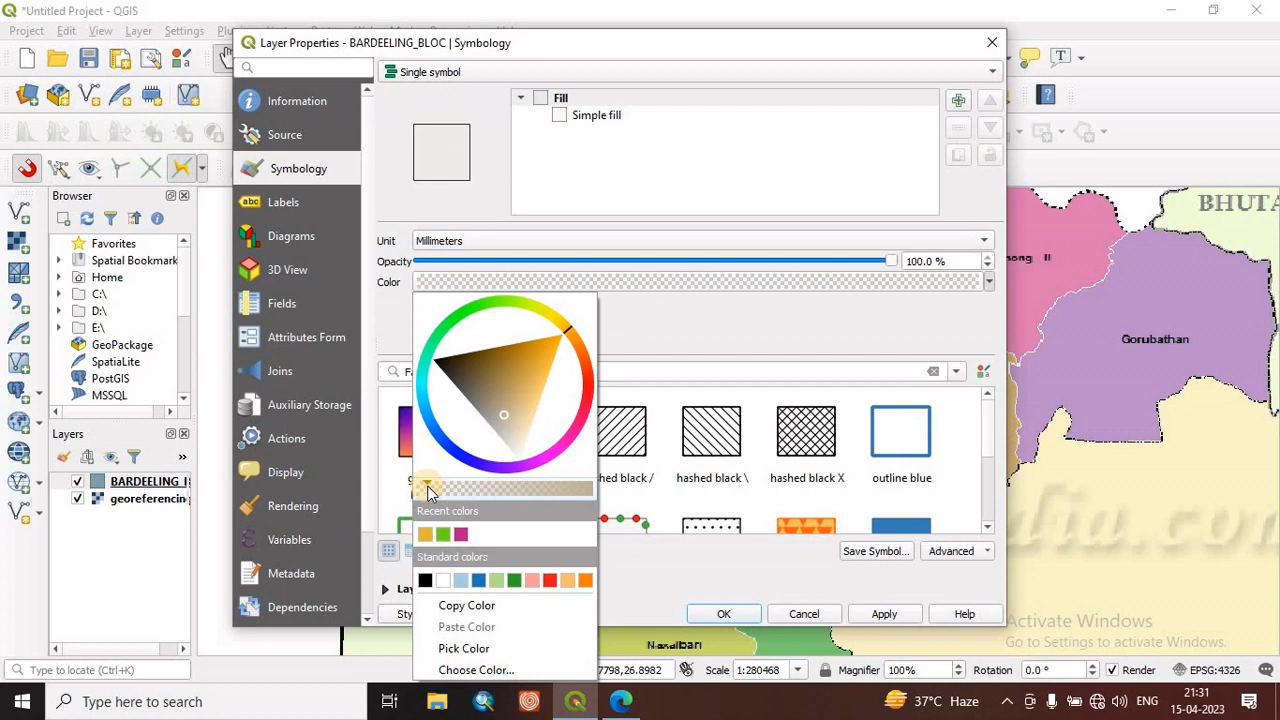 *Untitled Project - QGIS
Project Edit View Layer Settings
Layer Properties - BARDEELING_BLOC | Symbology
Single symbol
Information
Source
Symbology
Labels
Diagrams
3D View
Fields
Attributes Form
Joins
Auxiliary Storage
Actions
Display
Rendering
Variables
Metadata
Dependencies
Fill
Simple fill
Unit Millimeters
Opacity 100.0 %
Color
hashed black /
hashed black \
hashed black X
outline blue
Recent colors
Standard colors
Copy Color
Paste Color
Pick Color
Choose Color...
Save Symbol...
Advanced
OK
Cancel
Apply
Help
Browser
Favorites
Spatial Bookmark
Home
C:\
D:\
E:\
GeoPackage
SpatiaLite
PostGIS
MSSQL
Layers
BARDEELING_
georeferencing
BHUTA
Gorubathan
Naxalbari
Activate Windows
Go to Settings to activate Windows.
Type to locate (Ctrl+K)
7798,26.8982
Scale 1:280468
Magnifier 100%
Rotation 0.0 °
Render
EPSG:4326
Type here to search
37°C Haze
ENG
21:31
15-04-2023